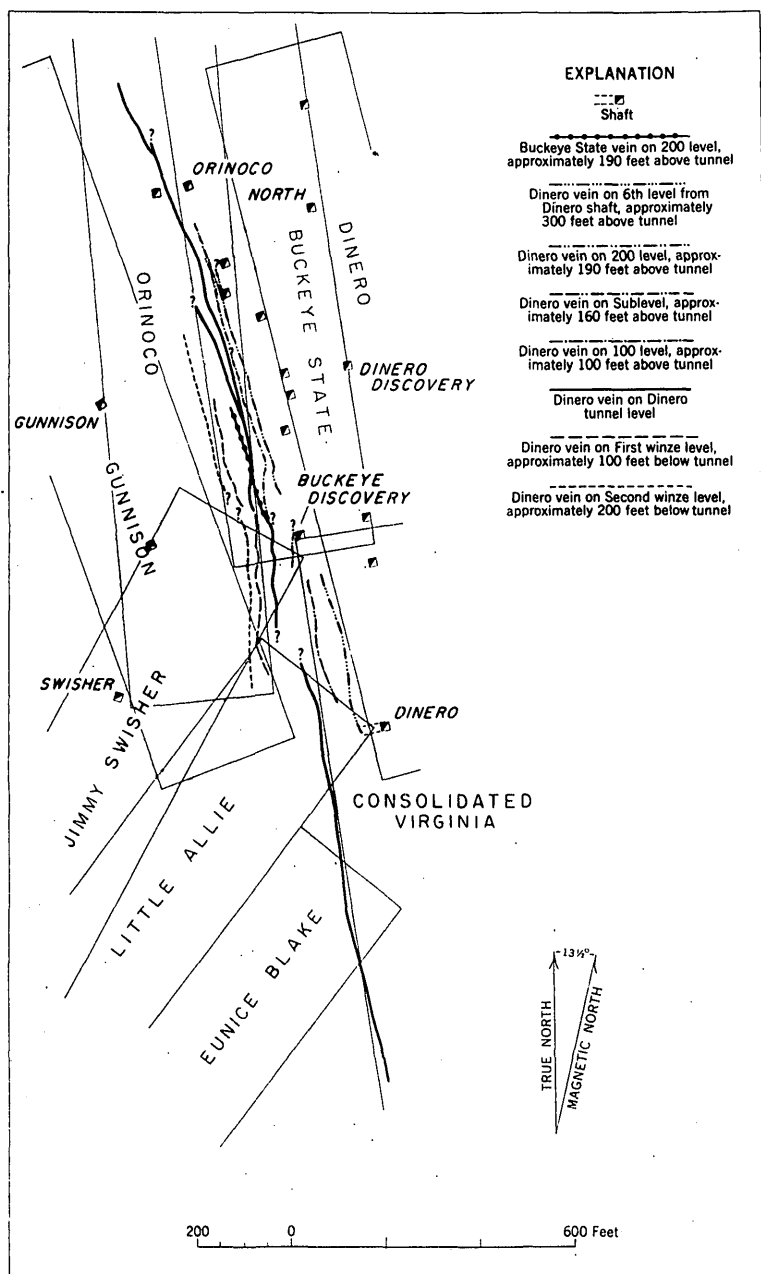 EXPLANATION
Shaft
Buckeye State vein on 200 level,
approximately 190 feet above tunnel
Dinero vein on 6th level from
Dinero shaft, approximately
300 feet above tunnel
Dinero vein on 200 level, approx-
imately 190 feet above tunnel
Dinero vein on Sublevel, approx-
imately 160 feet above tunnel
Dinero vein on 100 level, approx-
imately 100 feet above tunnel
Dinero vein on Dinero
tunnel level
Dinero vein on First winze level,
approximately 100 feet below tunnel
Dinero vein on Second winze level,
approximately 200 feet below tunnel
?
ORINOCO
NORTH
DINERO
BUCKEYE STATE
ORINOCO
?
?
?
DINERO
DISCOVERY
GUNNISON
GUNNISON
BUCKEYE
DISCOVERY
?
?
?
?
?
?
?
SWISHER
DINERO
JIMMY SWISHER
CONSOLIDATED
VIRGINIA
LITTLE ALLIE
EUNICE BLAKE
13½°
TRUE NORTH
MAGNETIC NORTH
200 0 600 Feet